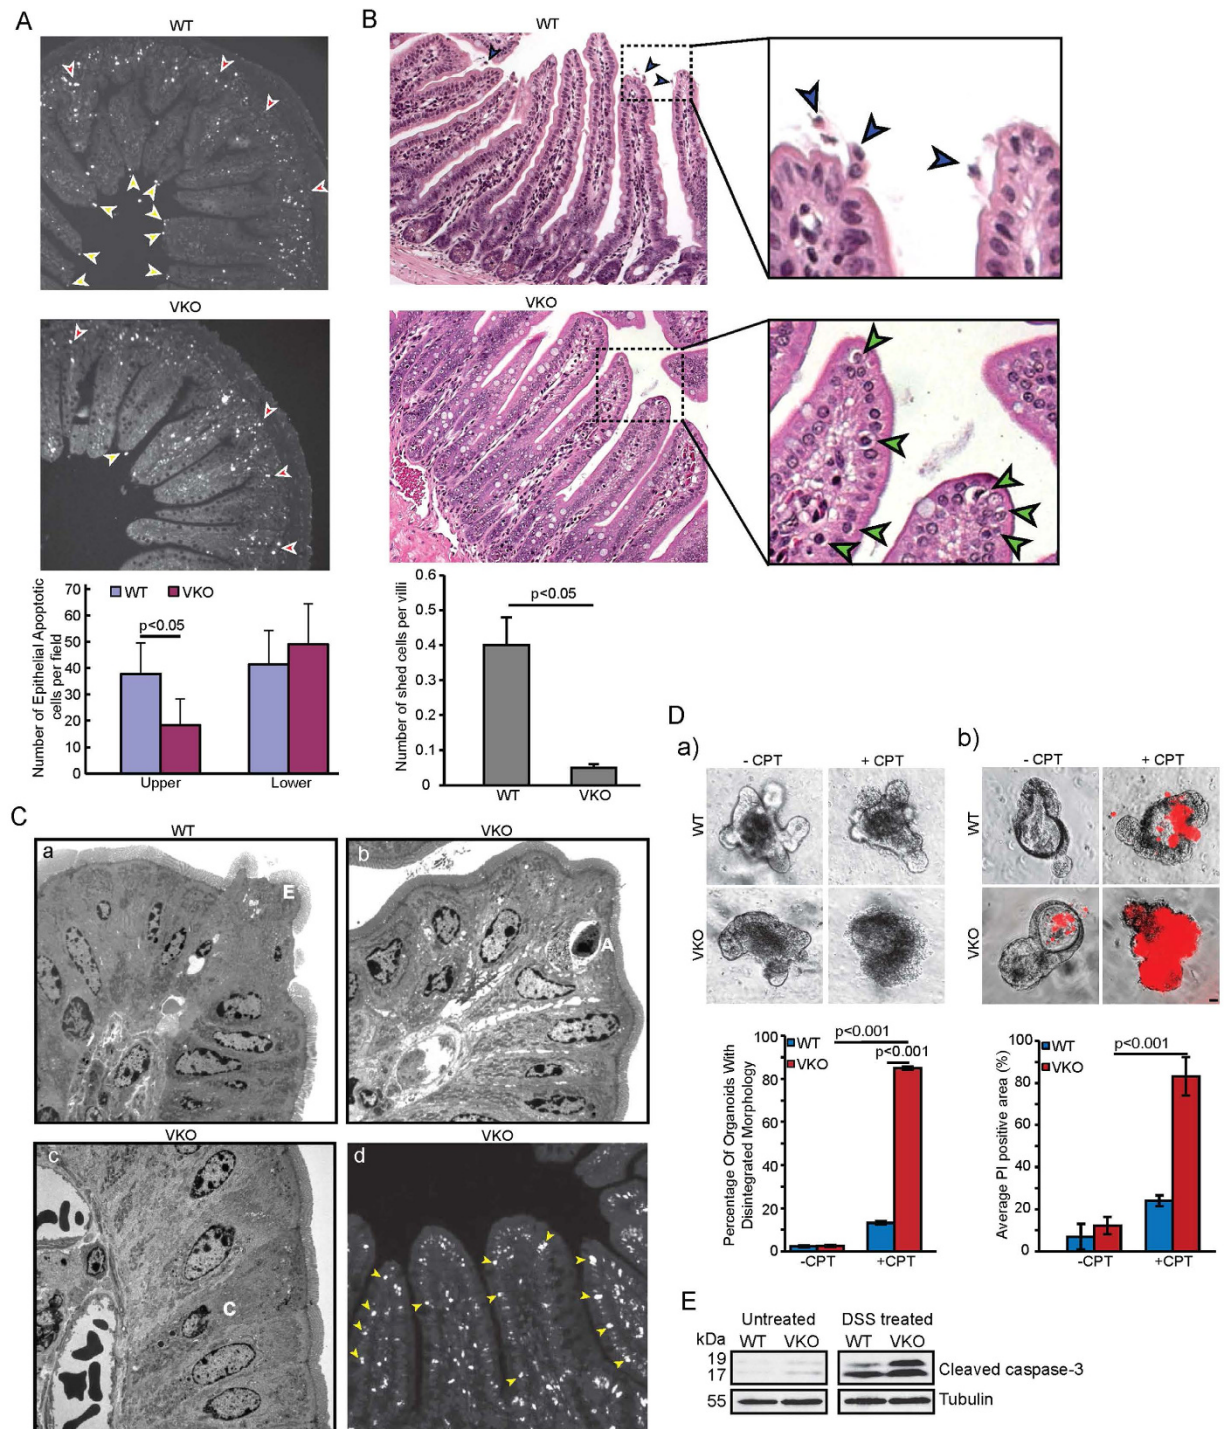 A
WT
VKO
Number of Epithelial Apoptotic
cells per field
70
60
50
40
30
20
10
0
WT
VKO
p<0.05
Upper
Lower
B
WT
VKO
Number of shed cells per villi
0.6
0.5
0.4
0.3
0.2
0.1
0
p<0.05
WT
VKO
C
WT
a
E
VKO
b
A
VKO
c
C
VKO
d
D
a)
- CPT
+ CPT
WT
VKO
Percentage Of Organoids With
Disintegrated Morphology
100
80
60
40
20
0
WT
VKO
p<0.001
p<0.001
-CPT
+CPT
b)
- CPT
+ CPT
WT
VKO
Average PI positive area (%)
100
80
60
40
20
0
WT
VKO
p<0.001
-CPT
+CPT
E
Untreated
DSS treated
kDa
WT
VKO
WT
VKO
19
17
Cleaved caspase-3
55
Tubulin